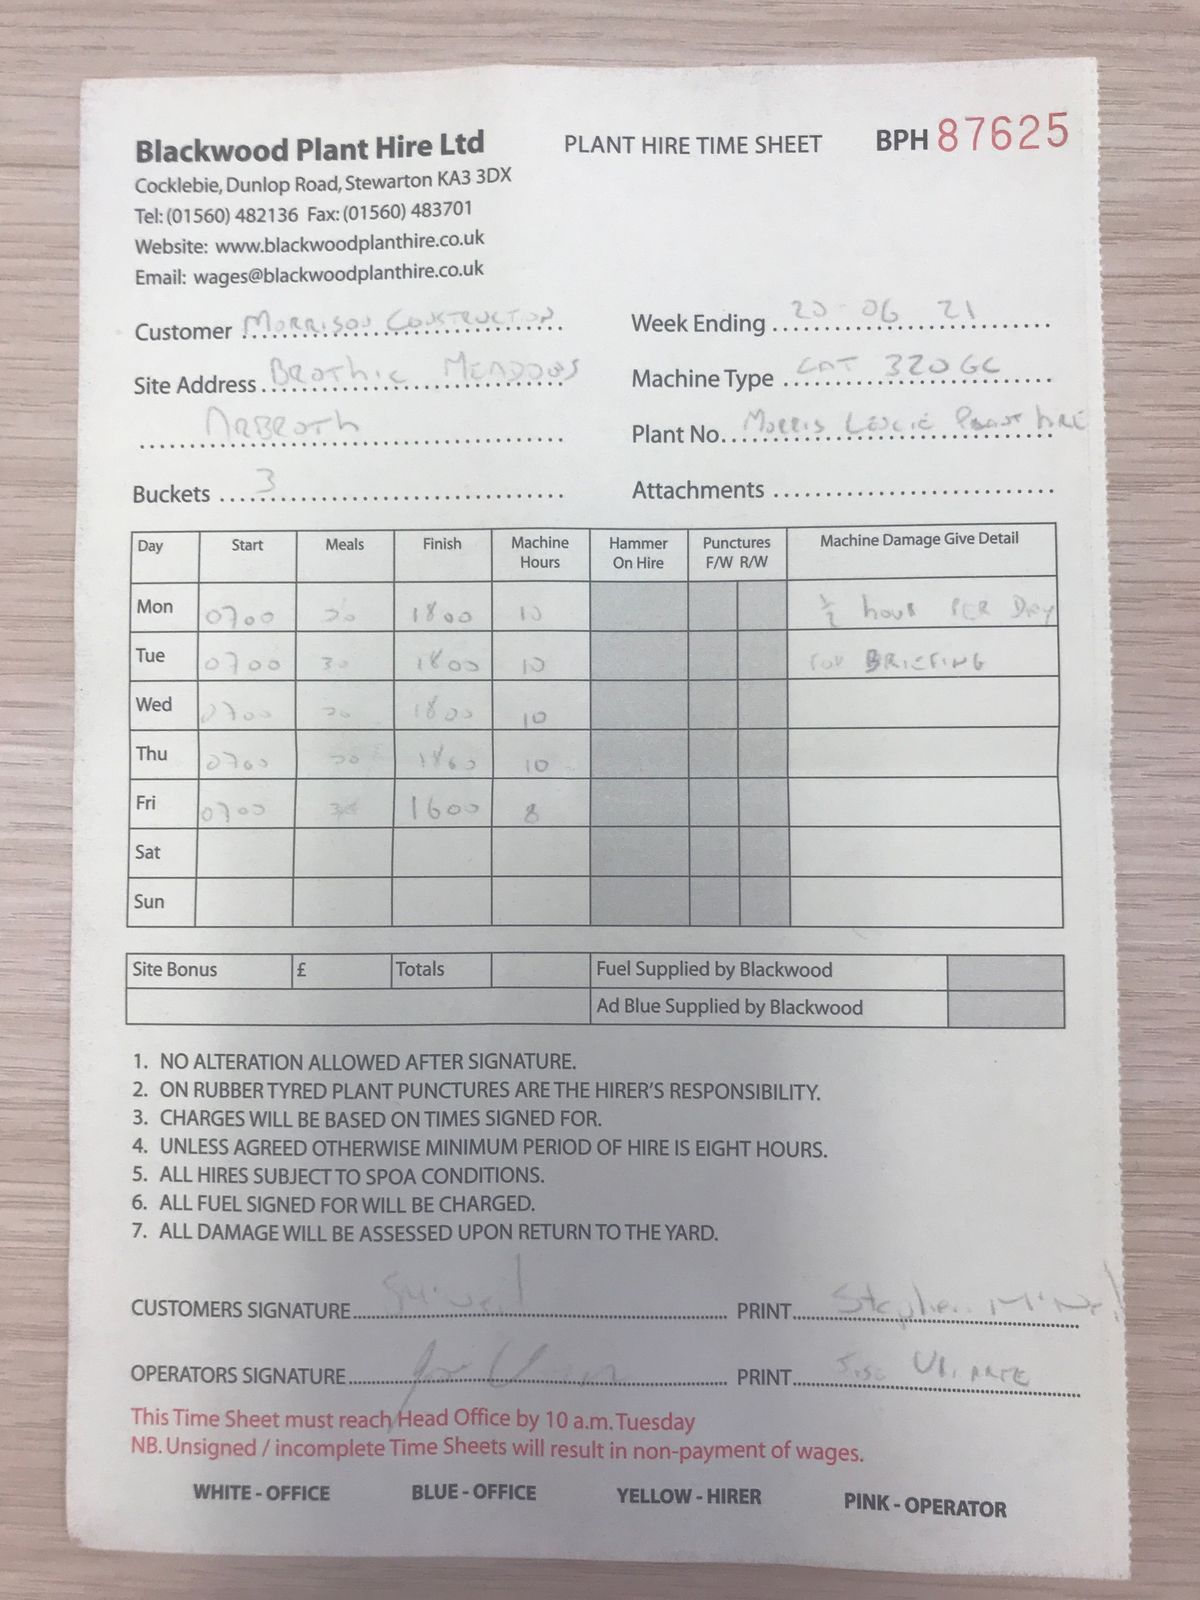 Blackwood Plant Hire Ltd PLANT HIRE TIME SHEET BPH 87625
Cocklebie, Dunlop Road, Stewarton KA3 3DX
Tel: (01560) 482136 Fax: (01560) 483701
Website: www.blackwoodplanthire.co.uk
Email: wages@blackwoodplanthire.co.uk
Customer MORRISON CONSTRUCTION Week Ending 20-06 21
Site Address BROTHIC MEADOWS Machine Type CAT 320GC
ARBROTH Plant No. MORRIS LESLIE PLANT HIRE
Buckets 3 Attachments
Day Start Meals Finish Machine Hours Hammer On Hire Punctures F/W R/W Machine Damage Give Detail
Mon 0700 30 1800 10 ½ hour PER DAY
Tue 0700 30 1800 10 FOR BRIEFING
Wed 0700 30 1800 10
Thu 0700 30 1800 10
Fri 0700 30 1600 8
Sat
Sun
Site Bonus £ Totals Fuel Supplied by Blackwood
Ad Blue Supplied by Blackwood
1. NO ALTERATION ALLOWED AFTER SIGNATURE.
2. ON RUBBER TYRED PLANT PUNCTURES ARE THE HIRER'S RESPONSIBILITY.
3. CHARGES WILL BE BASED ON TIMES SIGNED FOR.
4. UNLESS AGREED OTHERWISE MINIMUM PERIOD OF HIRE IS EIGHT HOURS.
5. ALL HIRES SUBJECT TO SPOA CONDITIONS.
6. ALL FUEL SIGNED FOR WILL BE CHARGED.
7. ALL DAMAGE WILL BE ASSESSED UPON RETURN TO THE YARD.
CUSTOMERS SIGNATURE PRINT Stephen
OPERATORS SIGNATURE PRINT
This Time Sheet must reach Head Office by 10 a.m. Tuesday
NB. Unsigned / incomplete Time Sheets will result in non-payment of wages.
WHITE - OFFICE BLUE - OFFICE YELLOW - HIRER PINK - OPERATOR